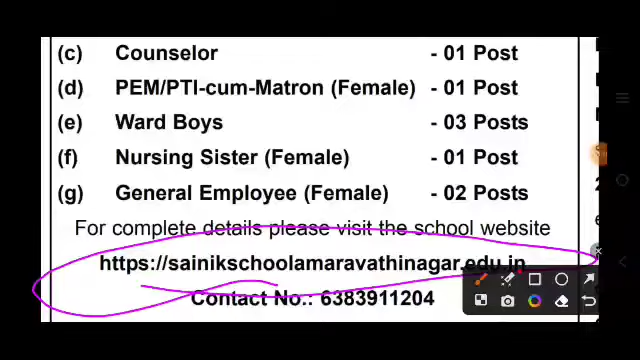 (c) Counselor - 01 Post
(d) PEM/PTI-cum-Matron (Female) - 01 Post
(e) Ward Boys - 03 Posts
(f) Nursing Sister (Female) - 01 Post
(g) General Employee (Female) - 02 Posts
For complete details please visit the school website
https://sainikschoolamaravathinagar.edu.in
Contact No.: 6383911204